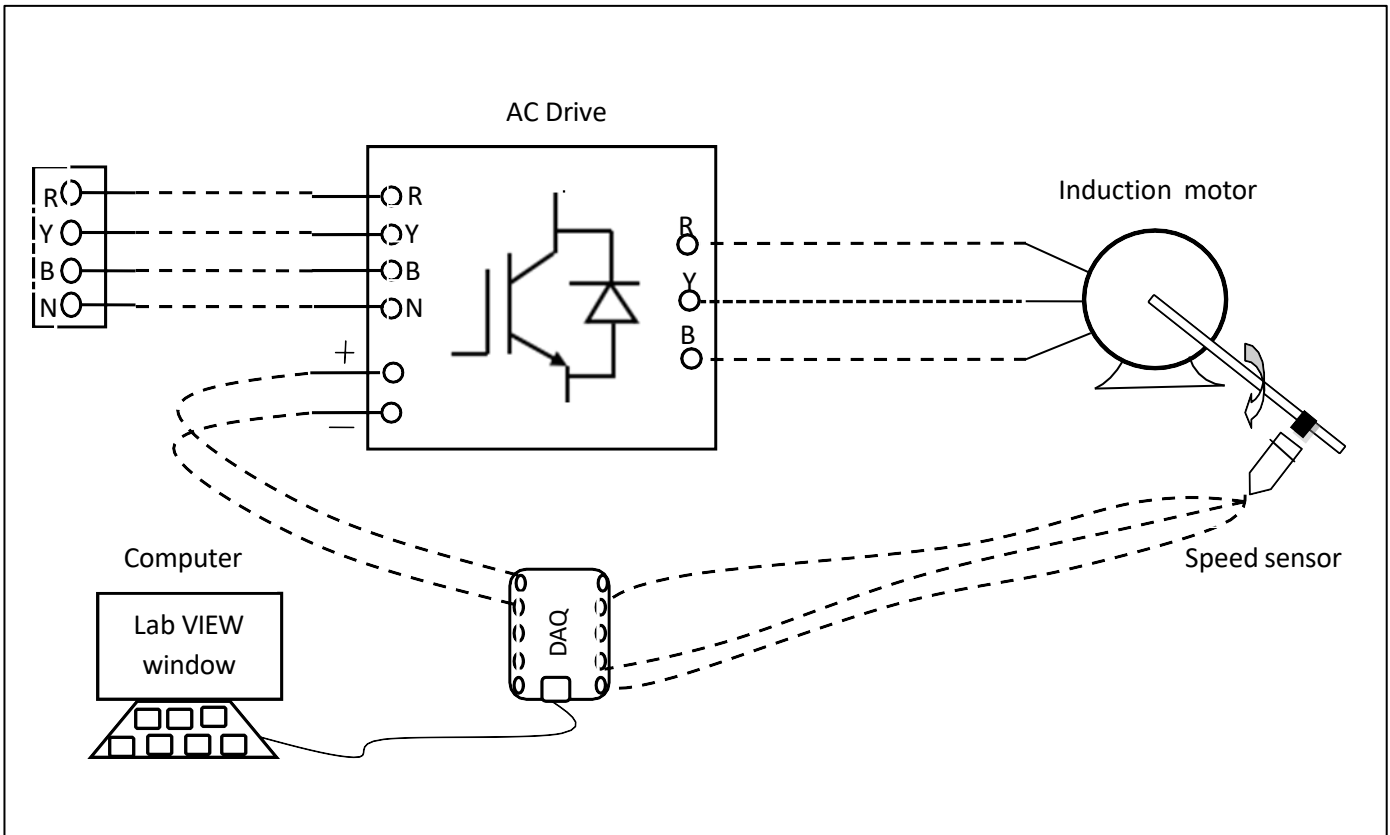 AC Drive
Induction motor
R
Y
B
N
R
Y
B
N
+
−
R
Y
B
Speed sensor
Computer
Lab VIEW
window
DAQ